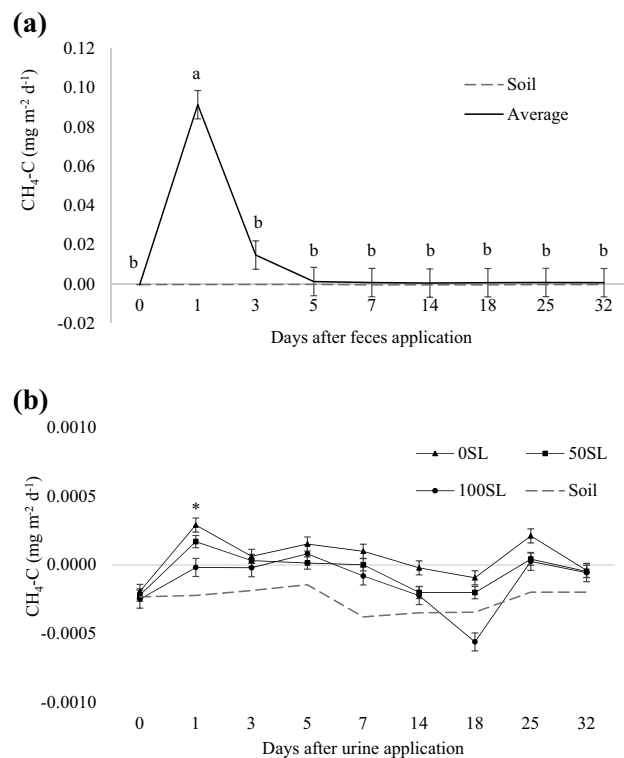 (a)
CH₄-C (mg m⁻² d⁻¹)
0.12
0.10
0.08
0.06
0.04
0.02
0.00
-0.02
Soil
Average
b
a
b
b
b
b
b
b
b
0 1 3 5 7 14 18 25 32
Days after feces application
(b)
CH₄-C (mg m⁻² d⁻¹)
0.0010
0.0005
0.0000
-0.0005
-0.0010
0SL 50SL
100SL Soil
*
0 1 3 5 7 14 18 25 32
Days after urine application